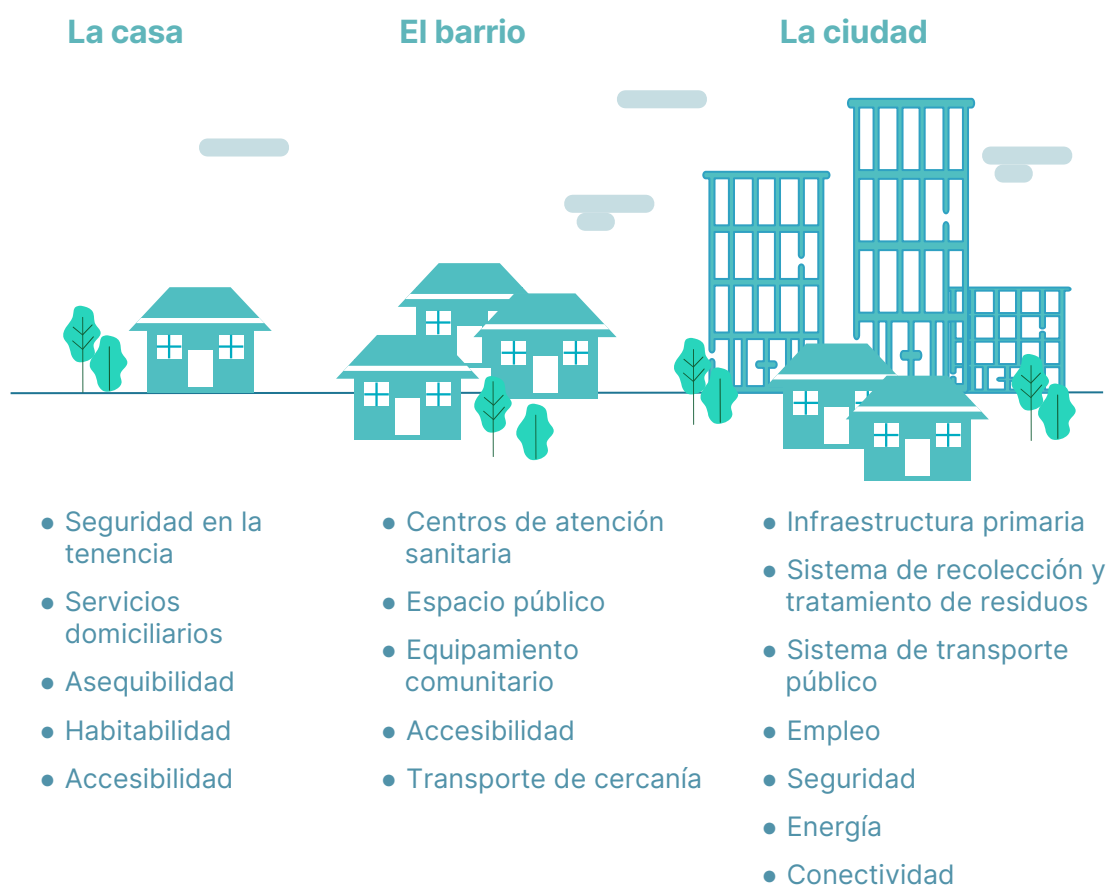 La casa
El barrio
La ciudad
● Seguridad en la
tenencia
● Servicios
domiciliarios
● Asequibilidad
● Habitabilidad
● Accesibilidad
● Centros de atención
sanitaria
● Espacio público
● Equipamiento
comunitario
● Accesibilidad
● Transporte de cercanía
● Infraestructura primaria
● Sistema de recolección y
tratamiento de residuos
● Sistema de transporte
público
● Empleo
● Seguridad
● Energía
● Conectividad